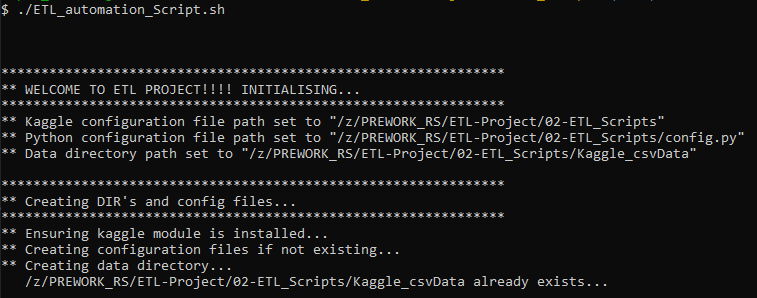 $ ./ETL_automation_Script.sh
***************************************************************
** WELCOME TO ETL PROJECT!!!! INITIALISING...
***************************************************************
** Kaggle configuration file path set to "/z/PREWORK_RS/ETL-Project/02-ETL_Scripts"
** Python configuration file path set to "/z/PREWORK_RS/ETL-Project/02-ETL_Scripts/config.py"
** Data directory path set to "/z/PREWORK_RS/ETL-Project/02-ETL_Scripts/Kaggle_csvData"
***************************************************************
** Creating DIR's and config files...
***************************************************************
** Ensuring kaggle module is installed...
** Creating configuration files if not existing...
** Creating data directory...
/z/PREWORK_RS/ETL-Project/02-ETL_Scripts/Kaggle_csvData already exists...